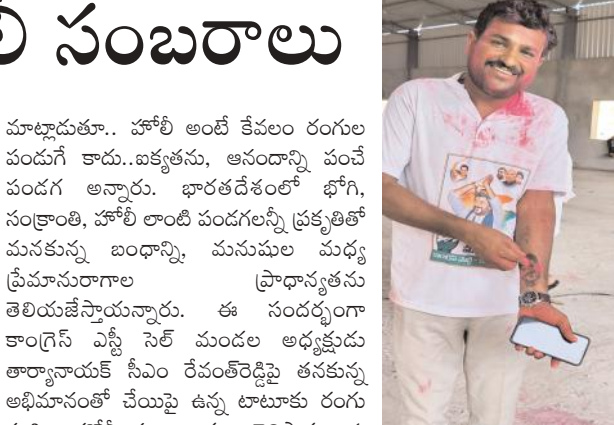 సంబరాలు
మాట్లాడుతూ.. హోలీ అంటే కేవలం రంగుల
పండుగే కాదు..ఐక్యతను, ఆనందాన్ని పంచే
పండగ అన్నారు. భారతదేశంలో భోగి,
సంక్రాంతి, హోలీ లాంటి పండగలన్నీ ప్రకృతితో
మనకున్న బంధాన్ని, మనుషుల మధ్య
ప్రేమానురాగాల ప్రాధాన్యతను
తెలియజేస్తాయన్నారు. ఈ సందర్భంగా
కాంగ్రెస్ ఎస్టీ సెల్ మండల అధ్యక్షుడు
తార్యానాయక్ సీఎం రేవంత్‌రెడ్డిపై తనకున్న
అభిమానంతో చేయిపై ఉన్న టాటూకు రంగు